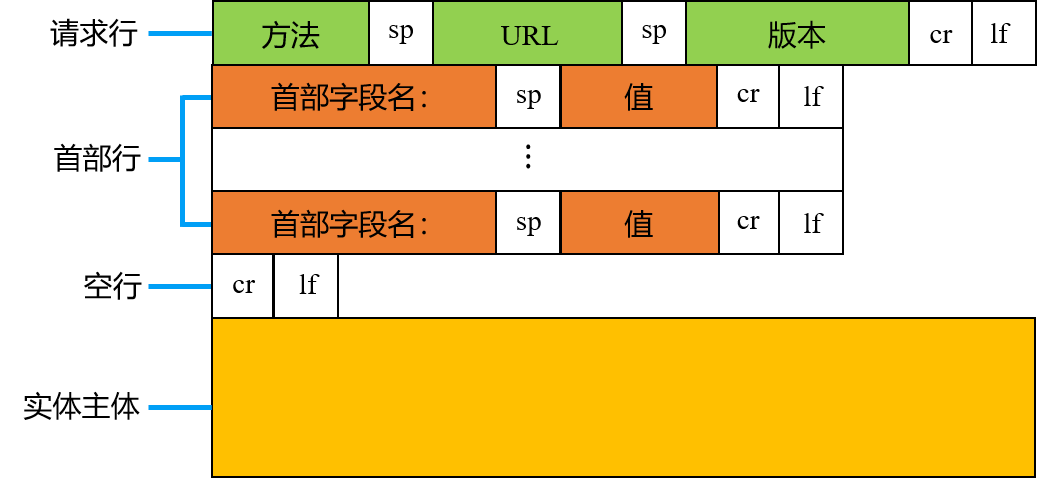 请求行 方法 sp URL sp 版本 cr lf
首部字段名： sp 值 cr lf
首部行 ⋮
首部字段名： sp 值 cr lf
空行 cr lf
实体主体